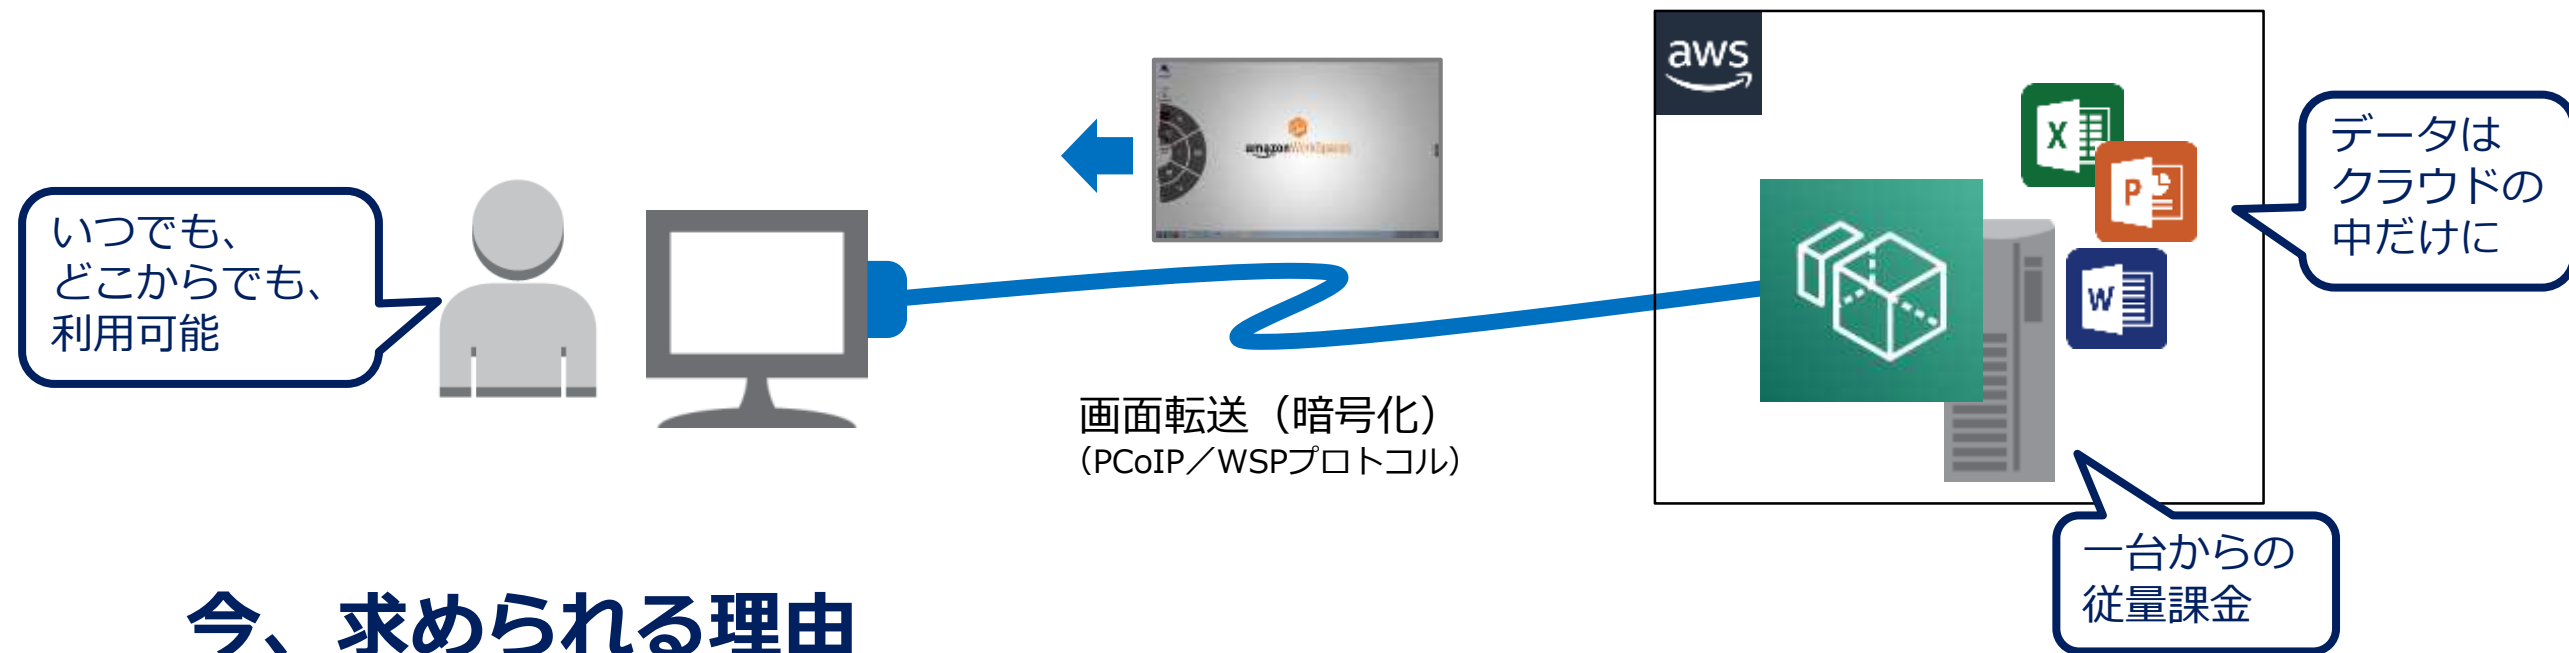 aws
amazon WorkSpaces
X
P
W
データは
クラウドの
中だけに
いつでも、
どこからでも、
利用可能
画面転送（暗号化）
（PCoIP／WSPプロトコル）
一台からの
従量課金
今、求められる理由